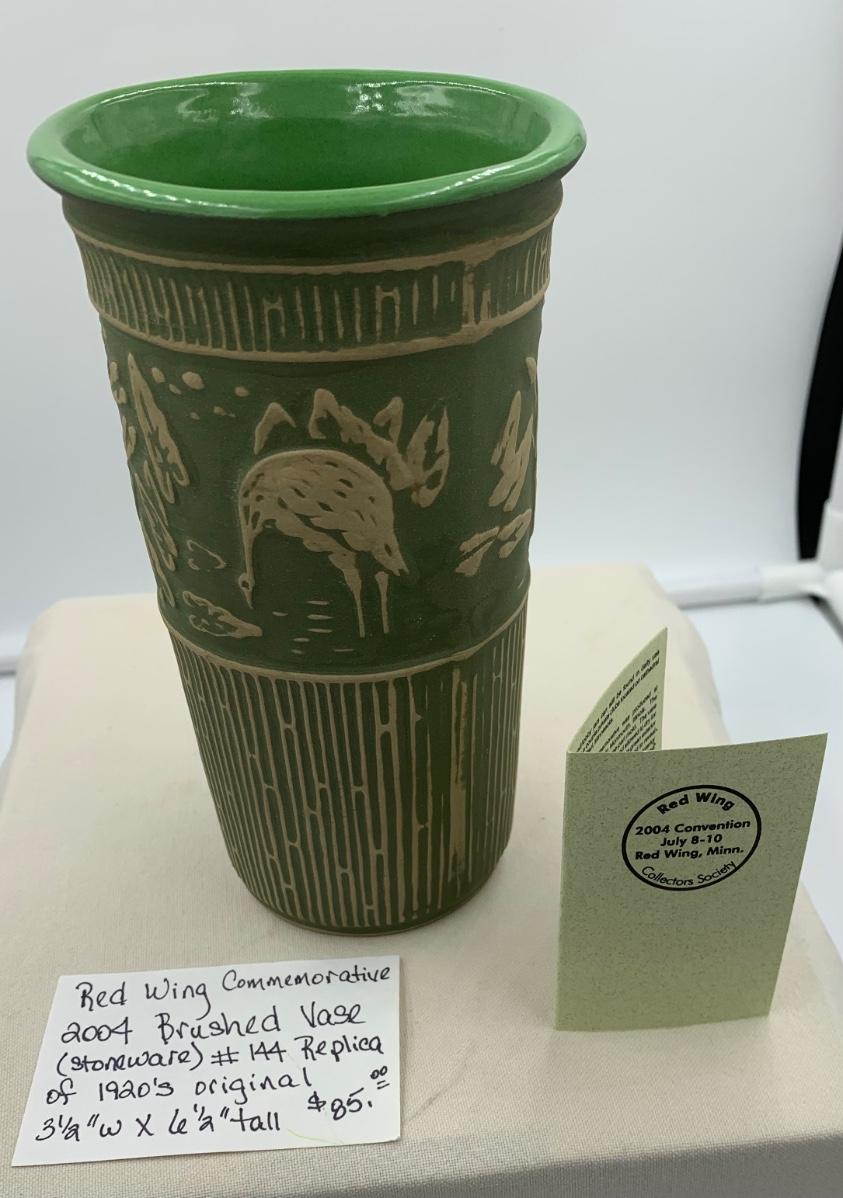 Red Wing Commemorative
2004 Brushed Vase
(stoneware) # 144 Replica
of 1920's original
3½"w X 6½" tall $85.00
Red Wing
2004 Convention
July 8-10
Red Wing, Minn.
Collectors Society